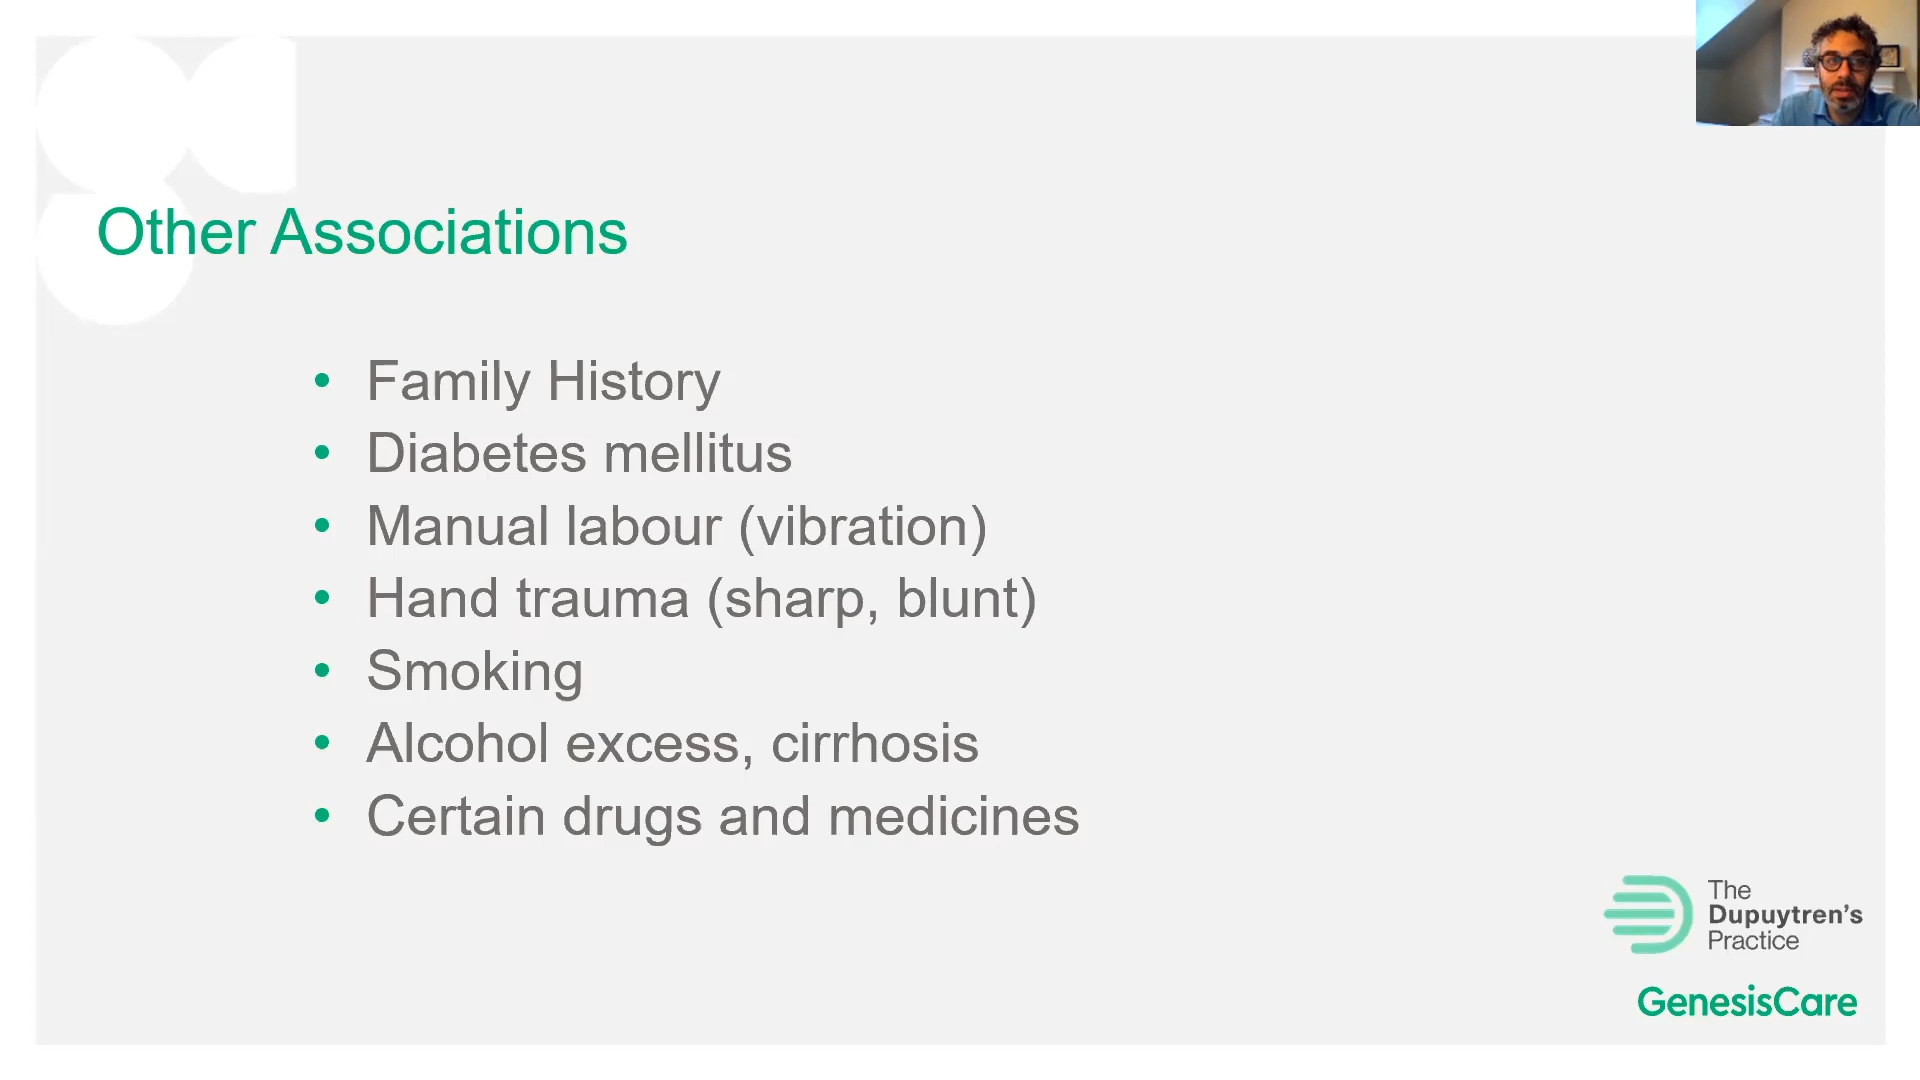 Other Associations
• Family History
• Diabetes mellitus
• Manual labour (vibration)
• Hand trauma (sharp, blunt)
• Smoking
• Alcohol excess, cirrhosis
• Certain drugs and medicines
The
Dupuytren's
Practice
GenesisCare